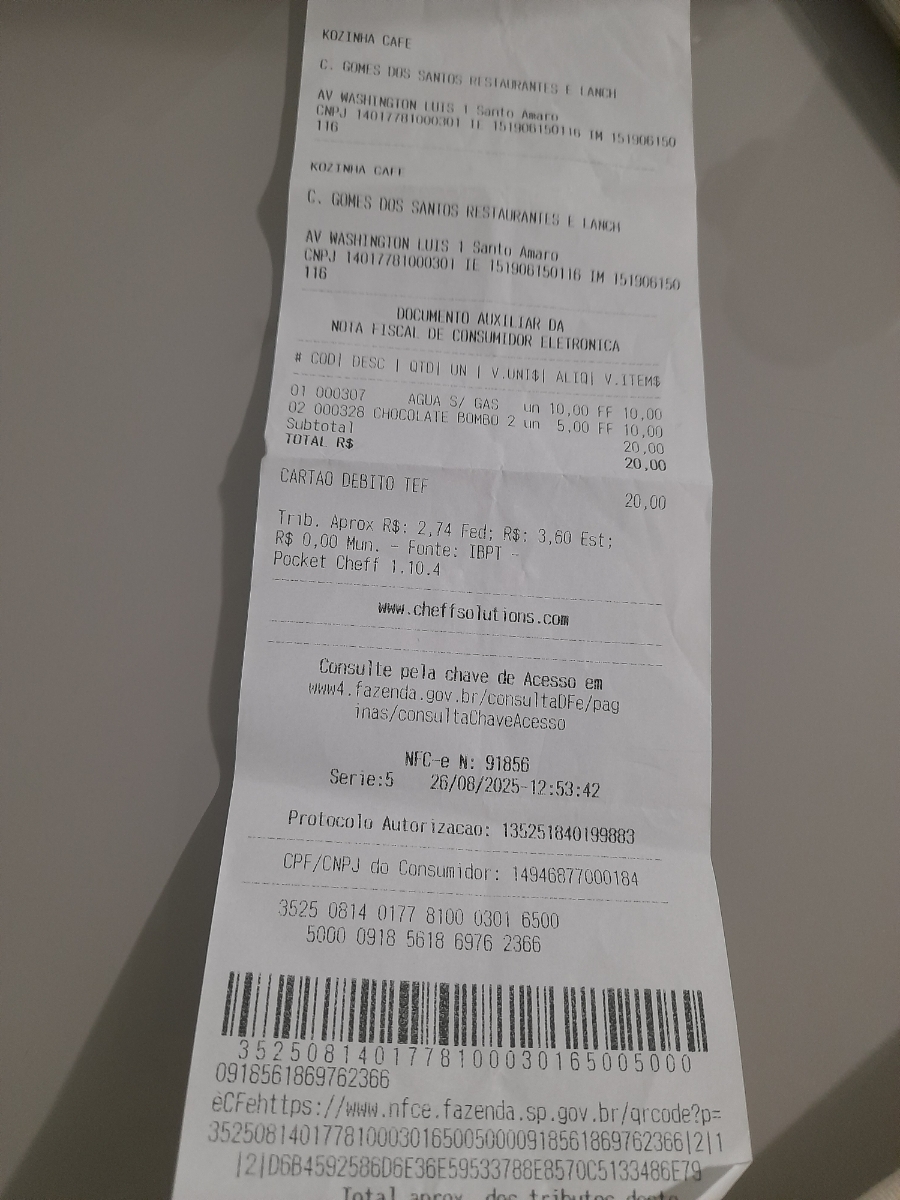 KOZINHA CAFE
C. GOMES DOS SANTOS RESTAURANTES E LANCH
AV WASHINGTON LUIS 1 Santo Amaro
CNPJ 14017781000301 IE 151906150116 IM 151906150
116
KOZINHA CAFE
C. GOMES DOS SANTOS RESTAURANTES E LANCH
AV WASHINGTON LUIS 1 Santo Amaro
CNPJ 14017781000301 IE 151906150116 IM 151906150
116
DOCUMENTO AUXILIAR DA
NOTA FISCAL DE CONSUMIDOR ELETRONICA
# COD| DESC | QTD| UN | V.UNI$| ALIQ| V.ITEM$
01 000307 AGUA S/ GAS un 10,00 FF 10,00
02 000328 CHOCOLATE BOMBO 2 un 5,00 FF 10,00
Subtotal 20,00
TOTAL R$ 20,00
CARTAO DEBITO TEF 20,00
Trib. Aprox R$: 2,74 Fed; R$: 3,60 Est;
R$ 0,00 Mun. - Fonte: IBPT -
Pocket Cheff 1.10.4
www.cheffsolutions.com
Consulte pela chave de Acesso em
www4.fazenda.gov.br/consultaDFe/pag
inas/consultaChaveAcesso
NFC-e N: 91856
Serie:5 26/08/2025-12:53:42
Protocolo Autorizacao: 135251840199883
CPF/CNPJ do Consumidor: 14946877000184
3525 0814 0177 8100 0301 6500
5000 0918 5618 6976 2366
3525081401778100030165005000
0918561869762366
èCFehttps://www.nfce.fazenda.sp.gov.br/qrcode?p=
35250814017781000301650050000918561869762366|2|1
|2|D6B4592586D6E36E59533788E8570C5133486E79
Total aprox. dos tributos deste